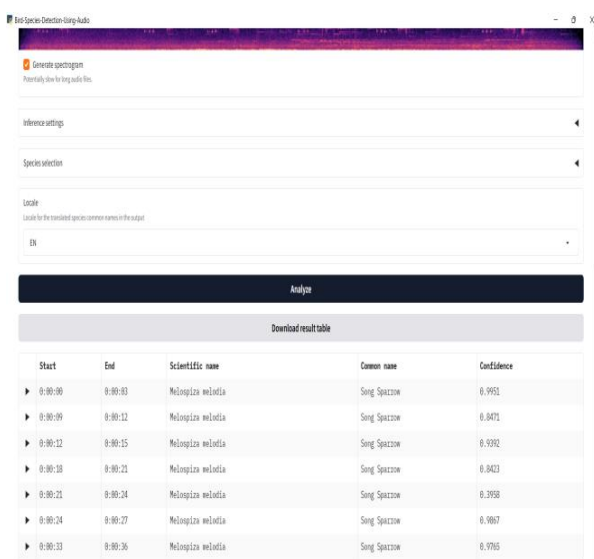 Bird-Species-Detection-Using-Audio
Generate spectrogram
Potentially slow for long audio files.
Inference settings
Species selection
Locale
Locale for the translated species common names in the output
EN
Analyze
Download result table
Start End Scientific name Common name Confidence
0:00:00 0:00:03 Melospiza melodia Song Sparrow 0.9951
0:00:09 0:00:12 Melospiza melodia Song Sparrow 0.8471
0:00:12 0:00:15 Melospiza melodia Song Sparrow 0.9392
0:00:18 0:00:21 Melospiza melodia Song Sparrow 0.8423
0:00:21 0:00:24 Melospiza melodia Song Sparrow 0.3958
0:00:24 0:00:27 Melospiza melodia Song Sparrow 0.9867
0:00:33 0:00:36 Melospiza melodia Song Sparrow 0.9765